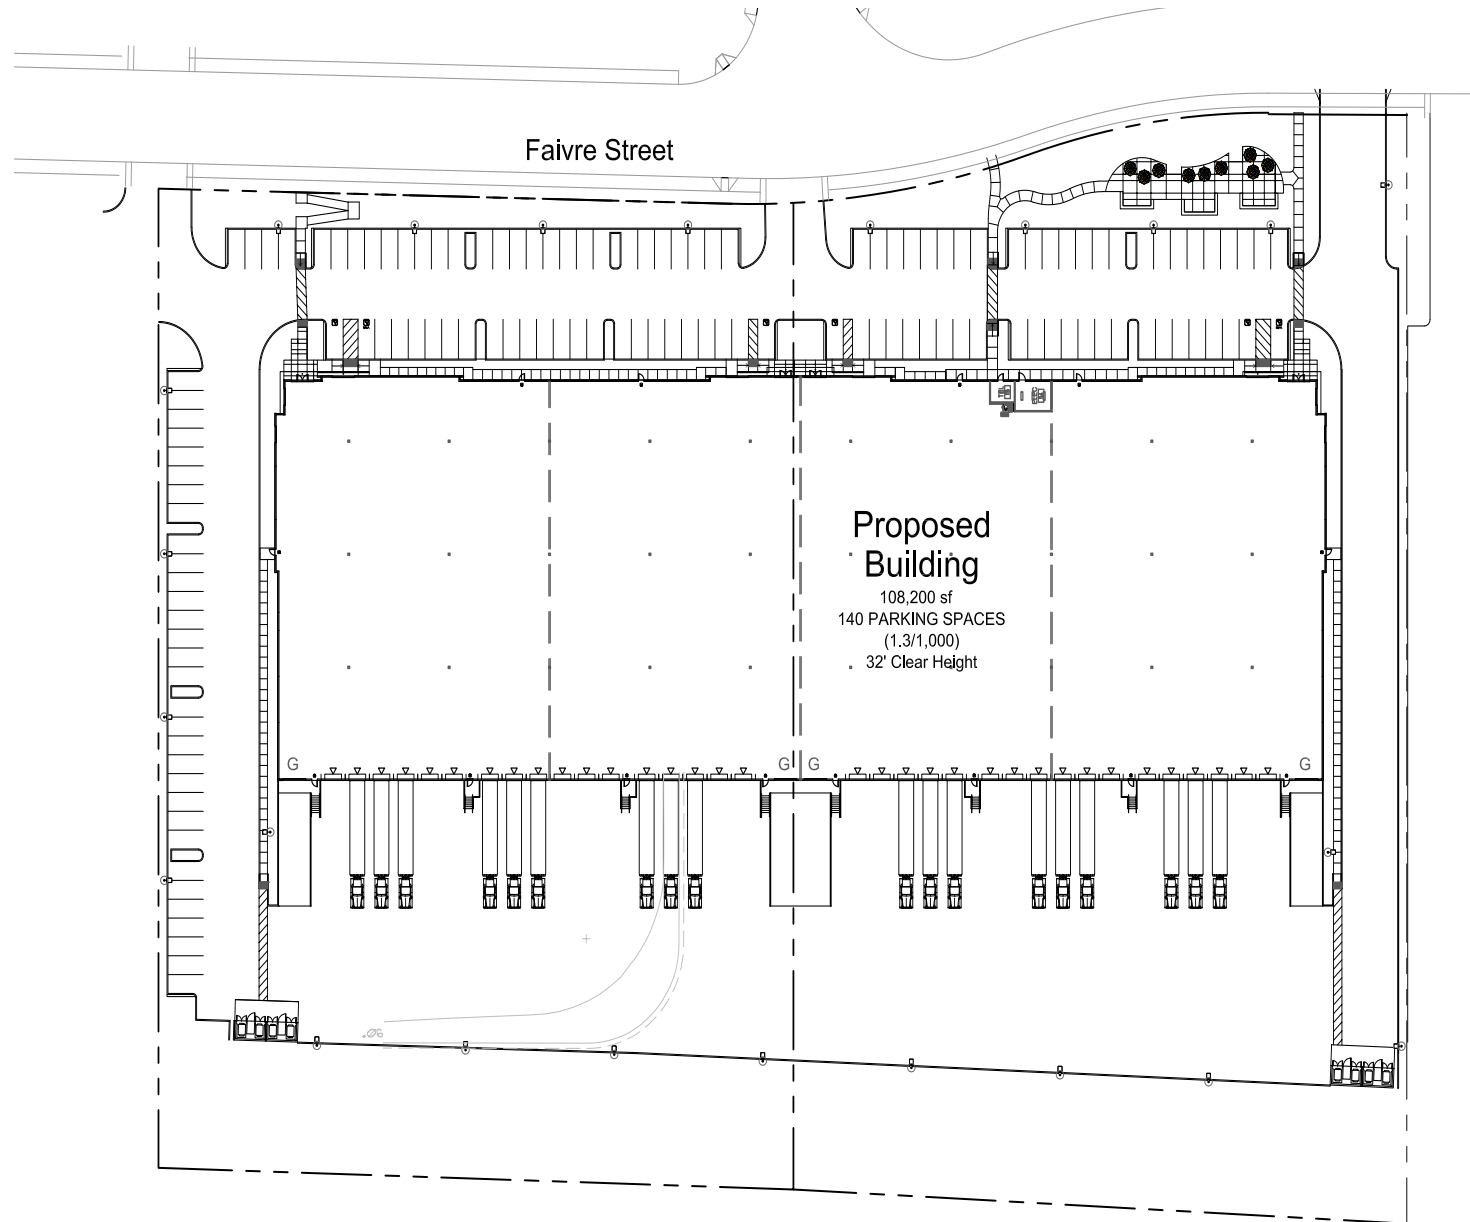 Faivre Street
Proposed
Building
108,200 sf
140 PARKING SPACES
(1.3/1,000)
32' Clear Height
G
G
G
G